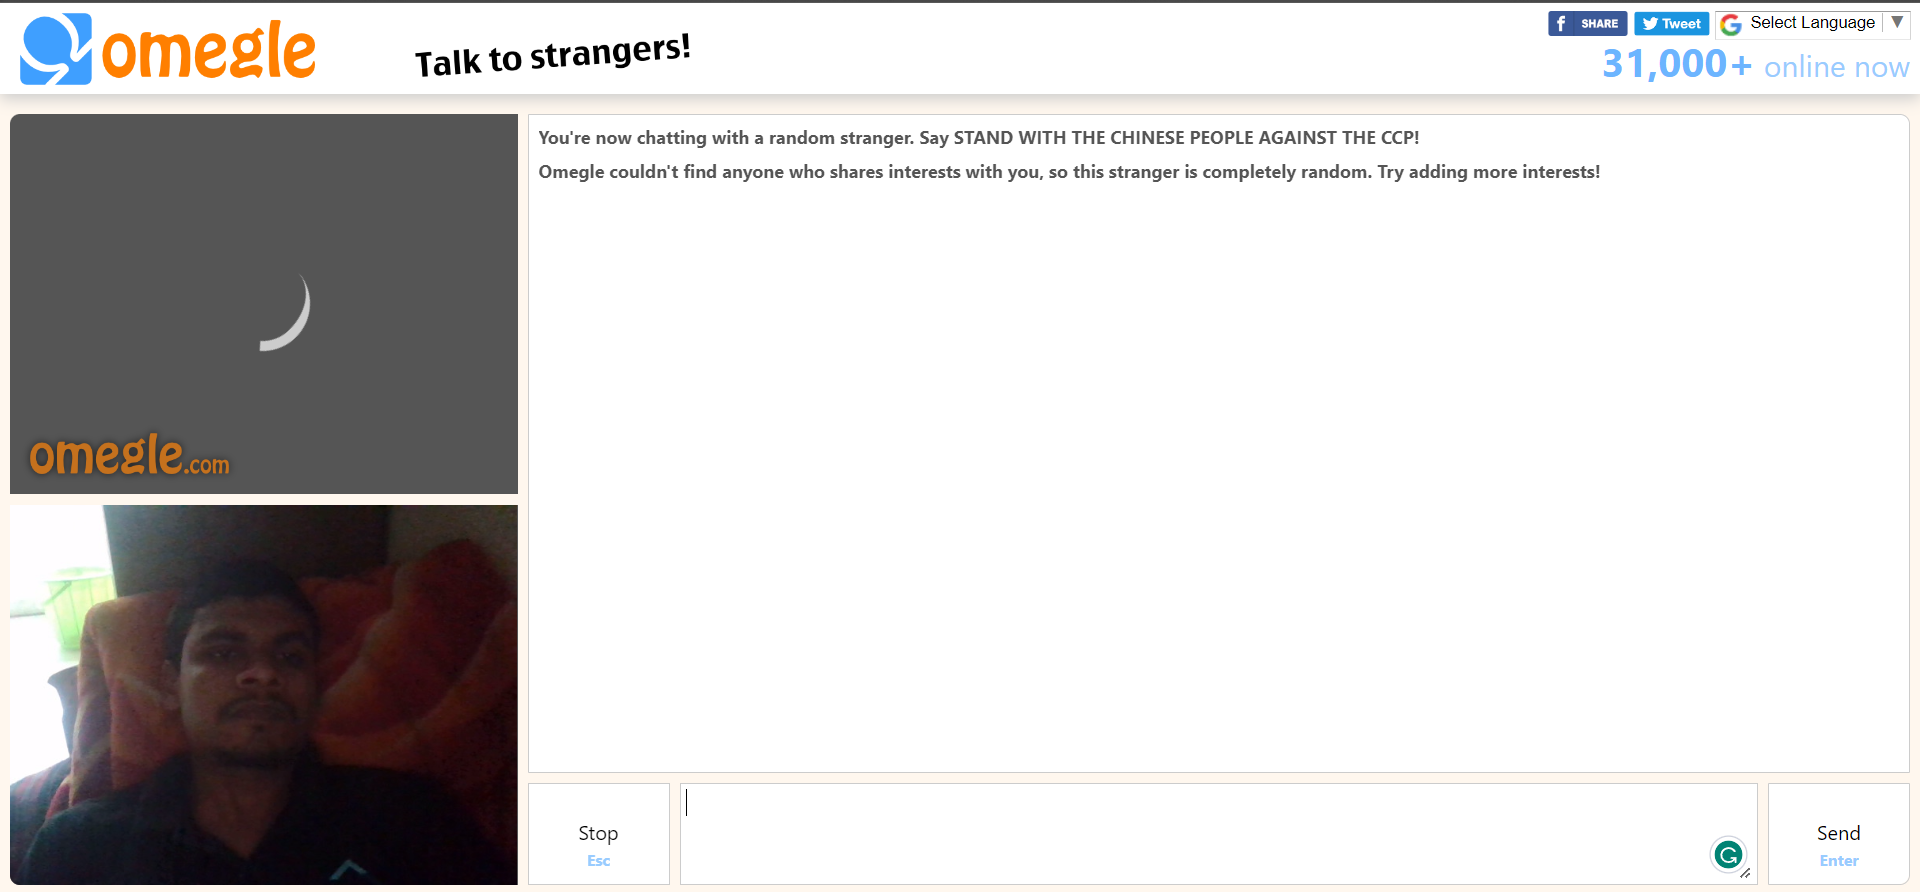 omegle
Talk to strangers!
SHARE
Tweet
Select Language
31,000+ online now
You're now chatting with a random stranger. Say STAND WITH THE CHINESE PEOPLE AGAINST THE CCP!
Omegle couldn't find anyone who shares interests with you, so this stranger is completely random. Try adding more interests!
omegle.com
Stop
Esc
Send
Enter